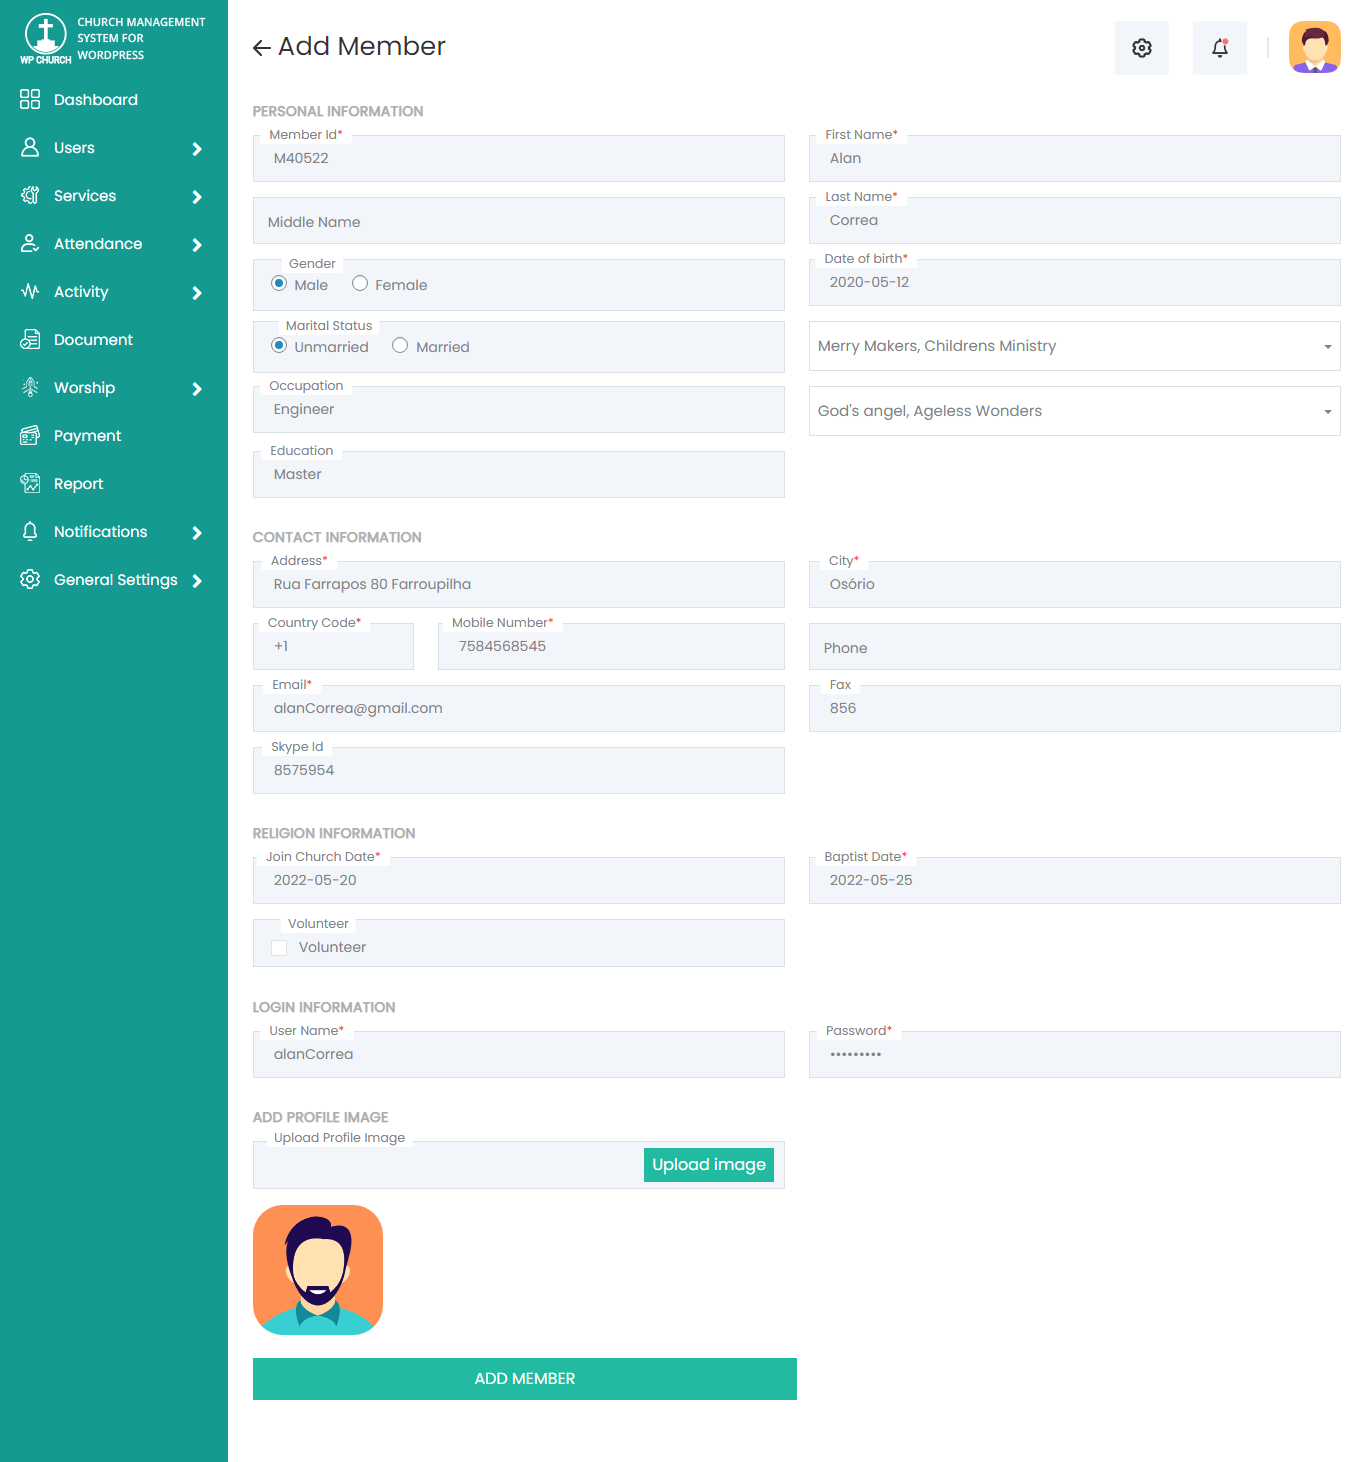 WP CHURCH
CHURCH MANAGEMENT
SYSTEM FOR
WORDPRESS
Dashboard
Users
Services
Attendance
Activity
Document
Worship
Payment
Report
Notifications
General Settings
Add Member
PERSONAL INFORMATION
Member Id*
M40522
First Name*
Alan
Middle Name
Last Name*
Correa
Gender
Male Female
Date of birth*
2020-05-12
Marital Status
Unmarried Married
Merry Makers, Childrens Ministry
Occupation
Engineer
God's angel, Ageless Wonders
Education
Master
CONTACT INFORMATION
Address*
Rua Farrapos 80 Farroupilha
City*
Osório
Country Code*
+1
Mobile Number*
7584568545
Phone
Email*
alanCorrea@gmail.com
Fax
856
Skype Id
8575954
RELIGION INFORMATION
Join Church Date*
2022-05-20
Baptist Date*
2022-05-25
Volunteer
Volunteer
LOGIN INFORMATION
User Name*
alanCorrea
Password*
•••••••••
ADD PROFILE IMAGE
Upload Profile Image
Upload image
ADD MEMBER